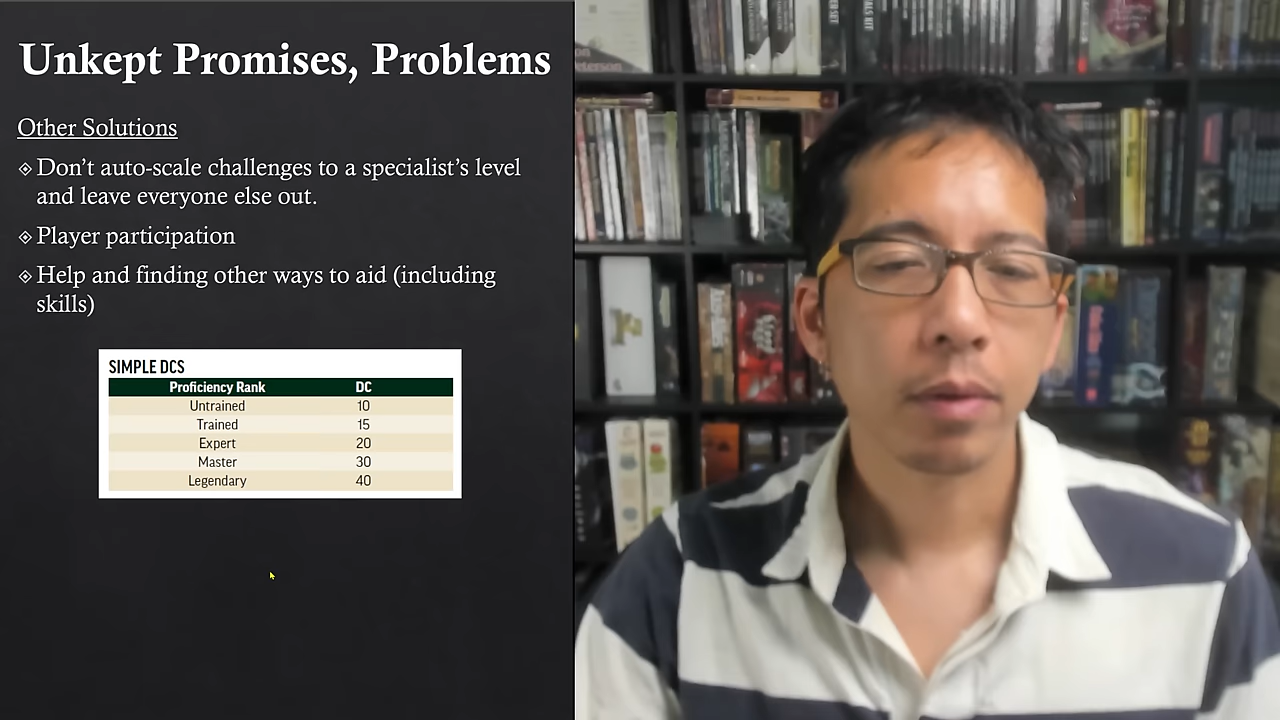 Unkept Promises, Problems
Other Solutions
Don't auto-scale challenges to a specialist's level
and leave everyone else out.
Player participation
Help and finding other ways to aid (including
skills)
SIMPLE DCS
Proficiency Rank DC
Untrained 10
Trained 15
Expert 20
Master 30
Legendary 40